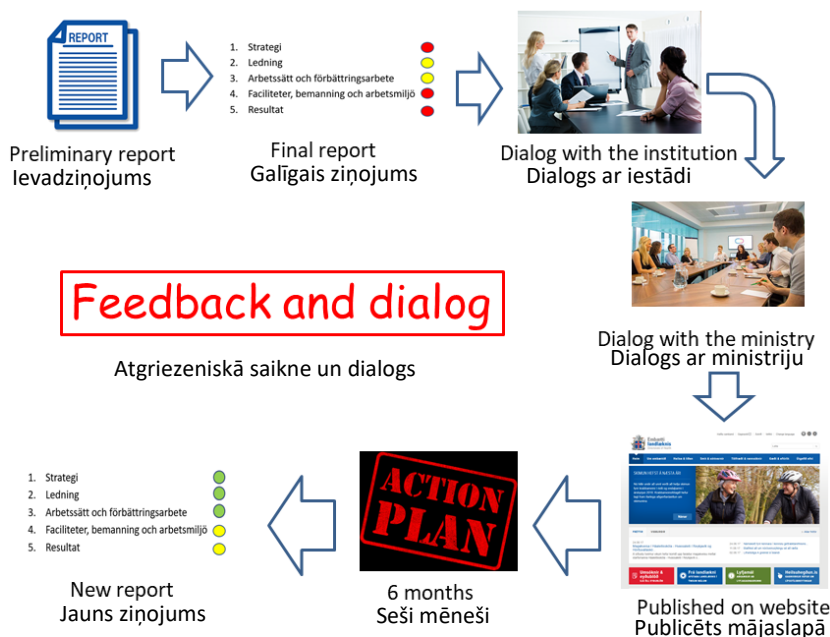 REPORT
Preliminary report
Ievadziņojums
1. Strategi
2. Ledning
3. Arbetssätt och förbättringsarbete
4. Faciliteter, bemanning och arbetsmiljö
5. Resultat
Final report
Galīgais ziņojums
Dialog with the institution
Dialogs ar iestādi
Dialog with the ministry
Dialogs ar ministriju
Feedback and dialog
Atgriezeniskā saikne un dialogs
Embætti
landlæknis
Published on website
Publicēts mājaslapā
ACTION
PLAN
6 months
Seši mēneši
1. Strategi
2. Ledning
3. Arbetssätt och förbättringsarbete
4. Faciliteter, bemanning och arbetsmiljö
5. Resultat
New report
Jauns ziņojums